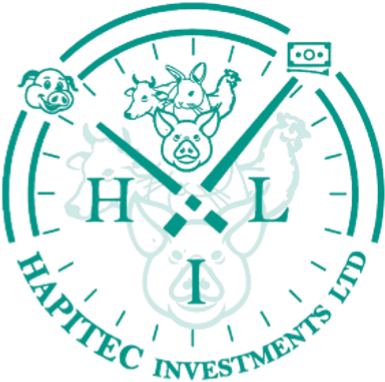 H L
I
HAPITEC INVESTMENTS LTD